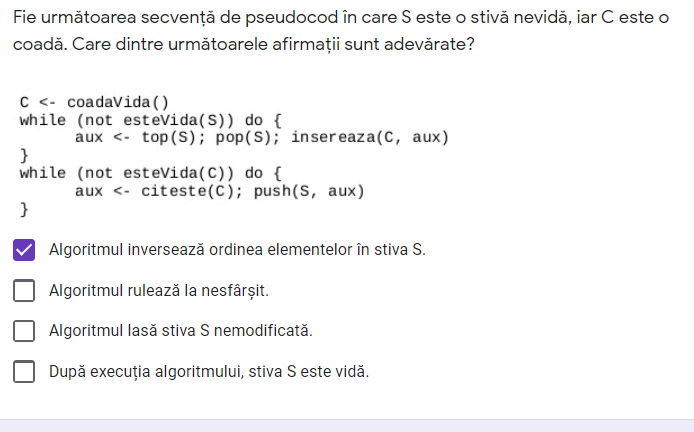 Fie următoarea secvență de pseudocod în care S este o stivă nevidă, iar C este o
coadă. Care dintre următoarele afirmații sunt adevărate?
C <- coadaVida()
while (not esteVida(S)) do {
aux <- top(S); pop(S); insereaza(C, aux)
}
while (not esteVida(C)) do {
aux <- citeste(C); push(S, aux)
}
Algoritmul inversează ordinea elementelor în stiva S.
Algoritmul rulează la nesfârșit.
Algoritmul lasă stiva S nemodificată.
După execuția algoritmului, stiva S este vidă.